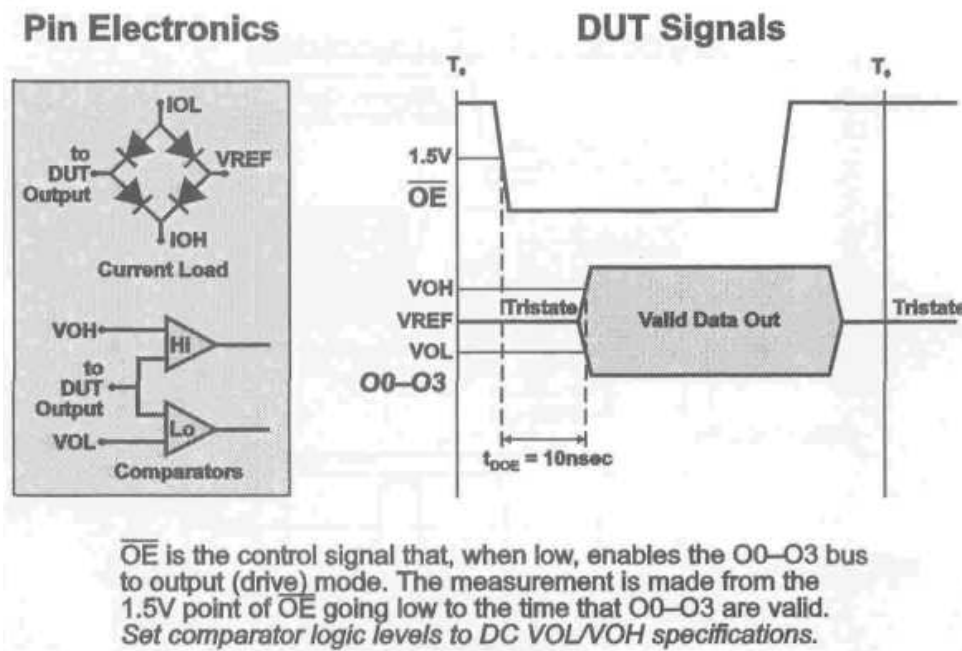 Pin Electronics
DUT Signals
IOL
to
DUT
Output
VREF
IOH
Current Load
VOH
Hi
to
DUT
Output
VOL
Lo
Comparators
T₀
T₀
1.5V
O̅E̅
VOH
VREF
VOL
O0–O3
Tristate
Valid Data Out
Tristate
tDOE = 10nsec
O̅E̅ is the control signal that, when low, enables the O0–O3 bus
to output (drive) mode. The measurement is made from the
1.5V point of O̅E̅ going low to the time that O0–O3 are valid.
Set comparator logic levels to DC VOL/VOH specifications.